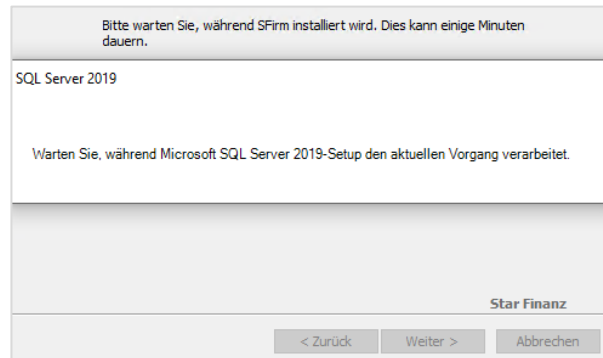 Bitte warten Sie, während SFirm installiert wird. Dies kann einige Minuten
dauern.
SQL Server 2019
Warten Sie, während Microsoft SQL Server 2019-Setup den aktuellen Vorgang verarbeitet.
Star Finanz
< Zurück Weiter > Abbrechen